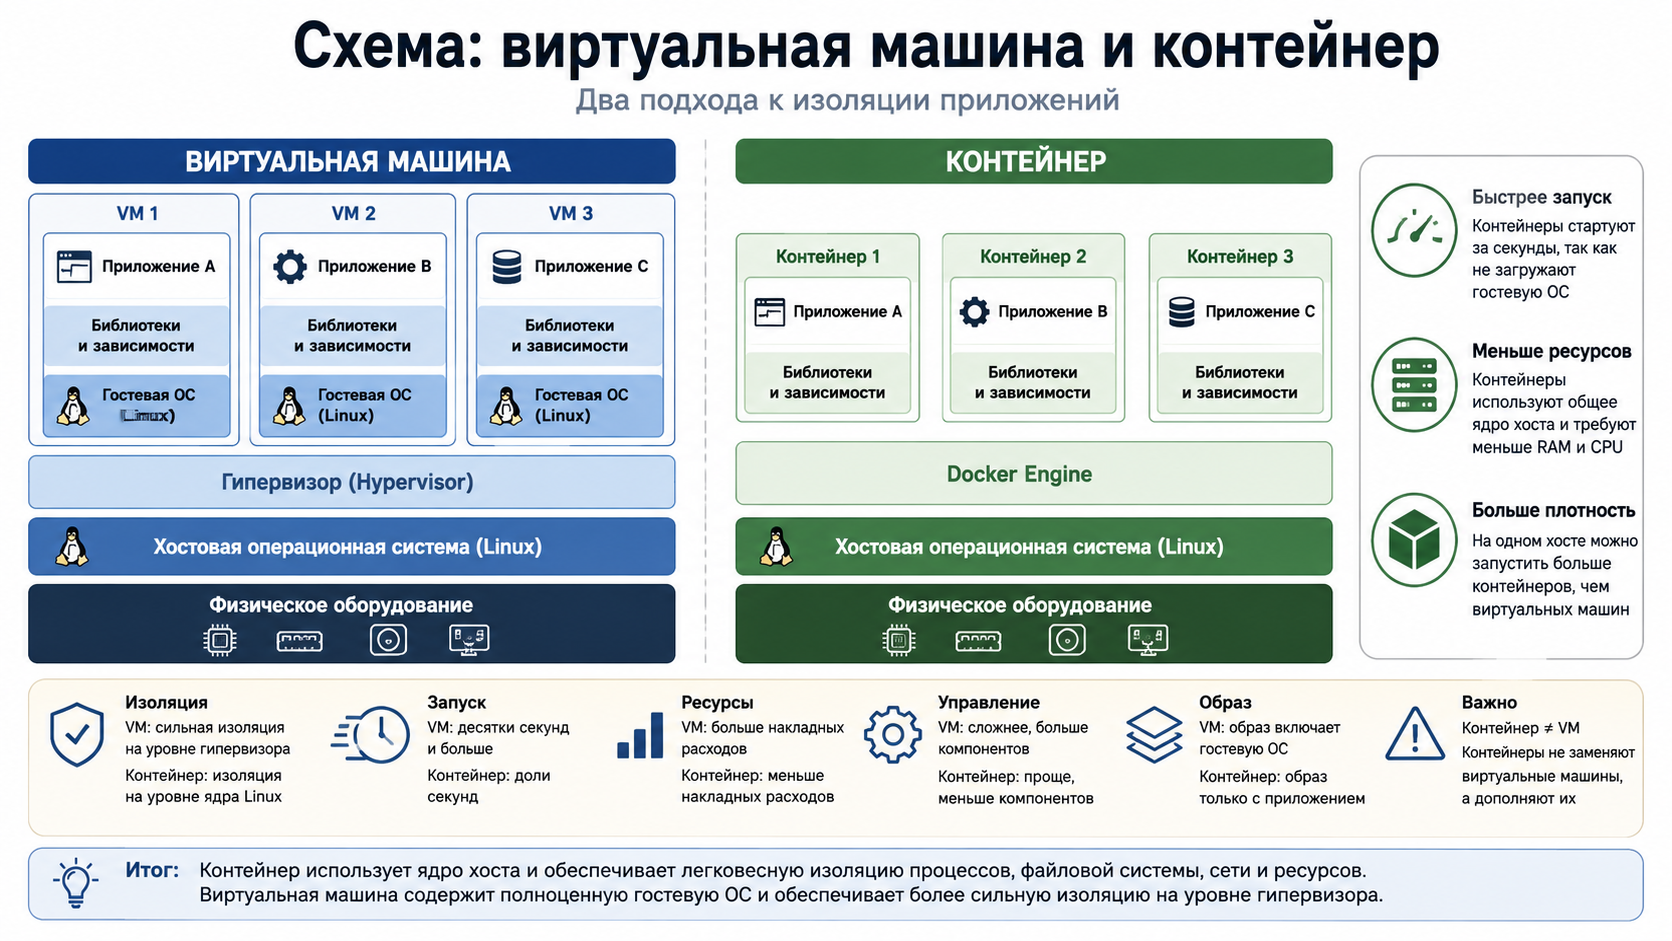 Схема: виртуальная машина и контейнер
Два подхода к изоляции приложений
ВИРТУАЛЬНАЯ МАШИНА
VM 1
Приложение A
Библиотеки
и зависимости
Гостевая ОС
VM 2
Приложение B
Библиотеки
и зависимости
Гостевая ОС
(Linux)
VM 3
Приложение C
Библиотеки
и зависимости
Гостевая ОС
(Linux)
Гипервизор (Hypervisor)
Хостовая операционная система (Linux)
Физическое оборудование
КОНТЕЙНЕР
Контейнер 1
Приложение A
Библиотеки
и зависимости
Контейнер 2
Приложение B
Библиотеки
и зависимости
Контейнер 3
Приложение C
Библиотеки
и зависимости
Docker Engine
Хостовая операционная система (Linux)
Физическое оборудование
Быстрее запуск
Контейнеры стартуют
за секунды, так как
не загружают
гостевую ОС
Меньше ресурсов
Контейнеры
используют общее
ядро хоста и требуют
меньше RAM и CPU
Больше плотность
На одном хосте можно
запустить больше
контейнеров, чем
виртуальных машин
Изоляция
VM: сильная изоляция
на уровне гипервизора
Контейнер: изоляция
на уровне ядра Linux
Запуск
VM: десятки секунд
и больше
Контейнер: доли
секунд
Ресурсы
VM: больше накладных
расходов
Контейнер: меньше
накладных расходов
Управление
VM: сложнее, больше
компонентов
Контейнер: проще,
меньше компонентов
Образ
VM: образ включает
гостевую ОС
Контейнер: образ
только с приложением
Важно
Контейнер ≠ VM
Контейнеры не заменяют
виртуальные машины,
а дополняют их
Итог: Контейнер использует ядро хоста и обеспечивает легковесную изоляцию процессов, файловой системы, сети и ресурсов.
Виртуальная машина содержит полноценную гостевую ОС и обеспечивает более сильную изоляцию на уровне гипервизора.